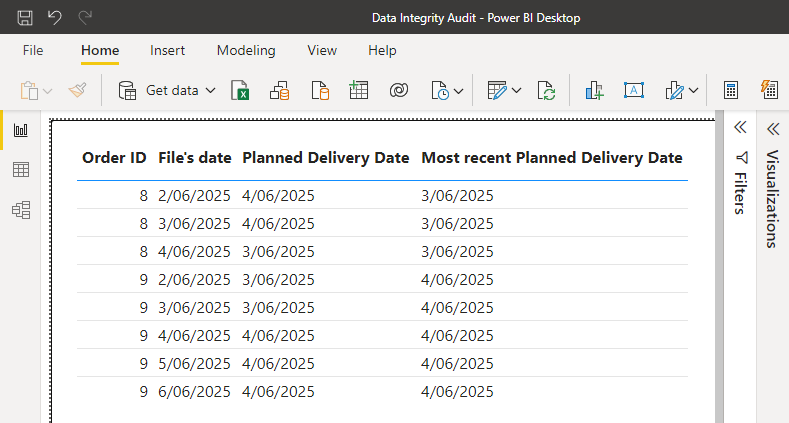 Data Integrity Audit - Power BI Desktop
File Home Insert Modeling View Help
Get data
Order ID File's date Planned Delivery Date Most recent Planned Delivery Date
8 2/06/2025 4/06/2025 3/06/2025
8 3/06/2025 4/06/2025 3/06/2025
8 4/06/2025 3/06/2025 3/06/2025
9 2/06/2025 3/06/2025 4/06/2025
9 3/06/2025 3/06/2025 4/06/2025
9 4/06/2025 4/06/2025 4/06/2025
9 5/06/2025 4/06/2025 4/06/2025
9 6/06/2025 4/06/2025 4/06/2025
Filters
Visualizations